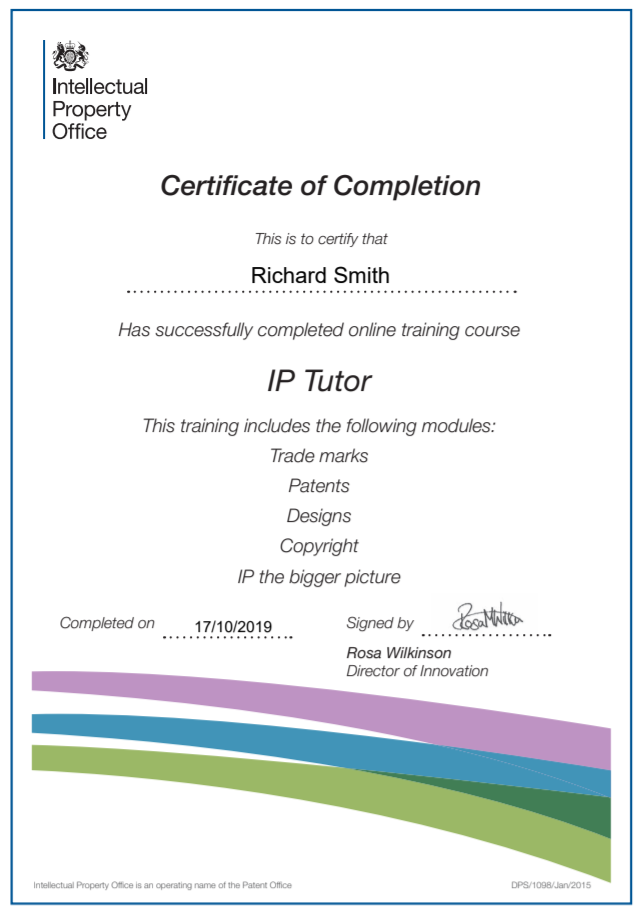 Intellectual
Property
Office
Certificate of Completion
This is to certify that
Richard Smith
Has successfully completed online training course
IP Tutor
This training includes the following modules:
Trade marks
Patents
Designs
Copyright
IP the bigger picture
Completed on 17/10/2019 Signed by RosaMWilkin
Rosa Wilkinson
Director of Innovation
Intellectual Property Office is an operating name of the Patent Office DPS/1098/Jan/2015